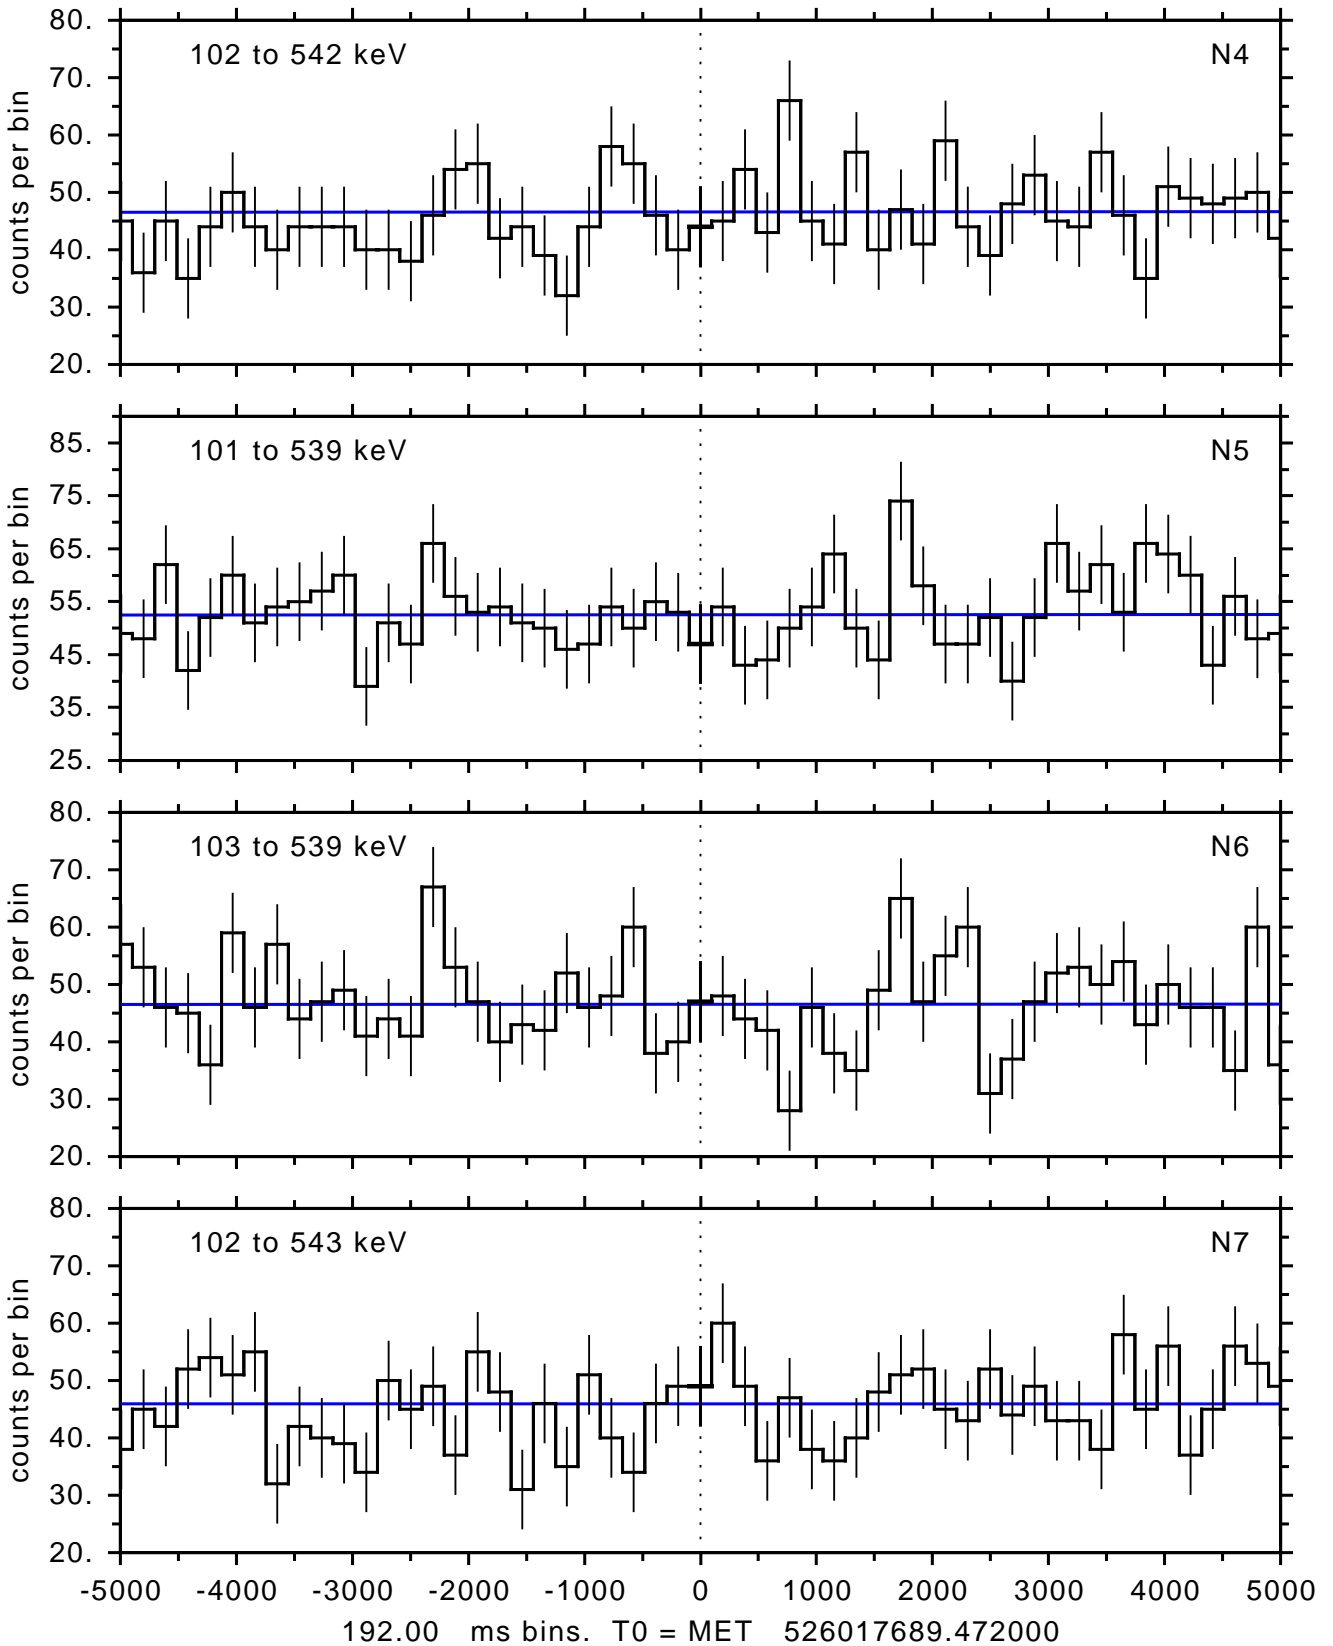 80.
102 to 542 keV N4
70.
60.
50.
40.
30.
20.
counts per bin
85.
101 to 539 keV N5
75.
65.
55.
45.
35.
25.
counts per bin
80.
103 to 539 keV N6
70.
60.
50.
40.
30.
20.
counts per bin
80.
102 to 543 keV N7
70.
60.
50.
40.
30.
20.
counts per bin
-5000 -4000 -3000 -2000 -1000 0 1000 2000 3000 4000 5000
192.00 ms bins. T0 = MET 526017689.472000